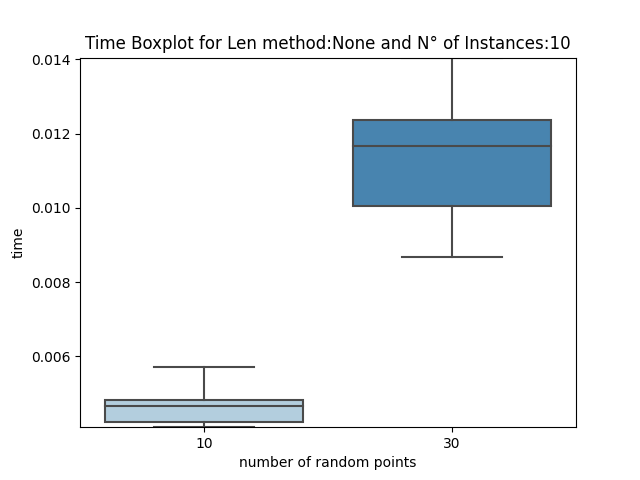 Time Boxplot for Len method:None and N° of Instances:10
0.014
0.012
0.010
0.008
0.006
time
10
30
number of random points